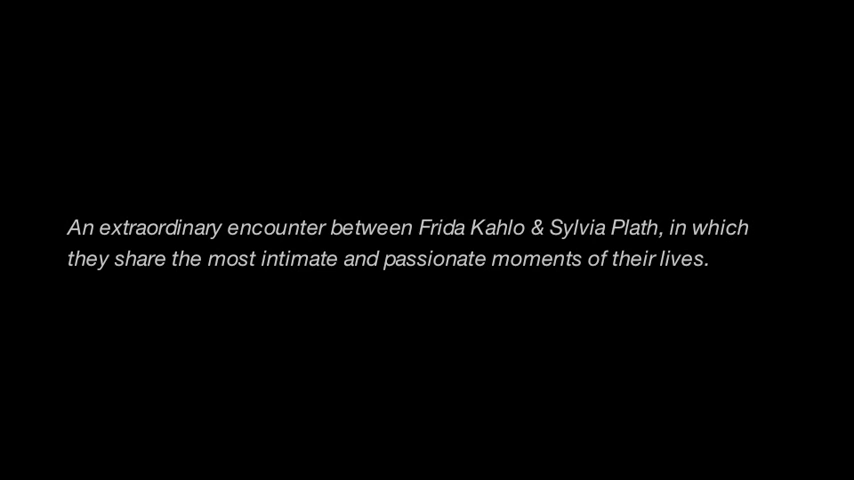 An extraordinary encounter between Frida Kahlo & Sylvia Plath, in which
they share the most intimate and passionate moments of their lives.